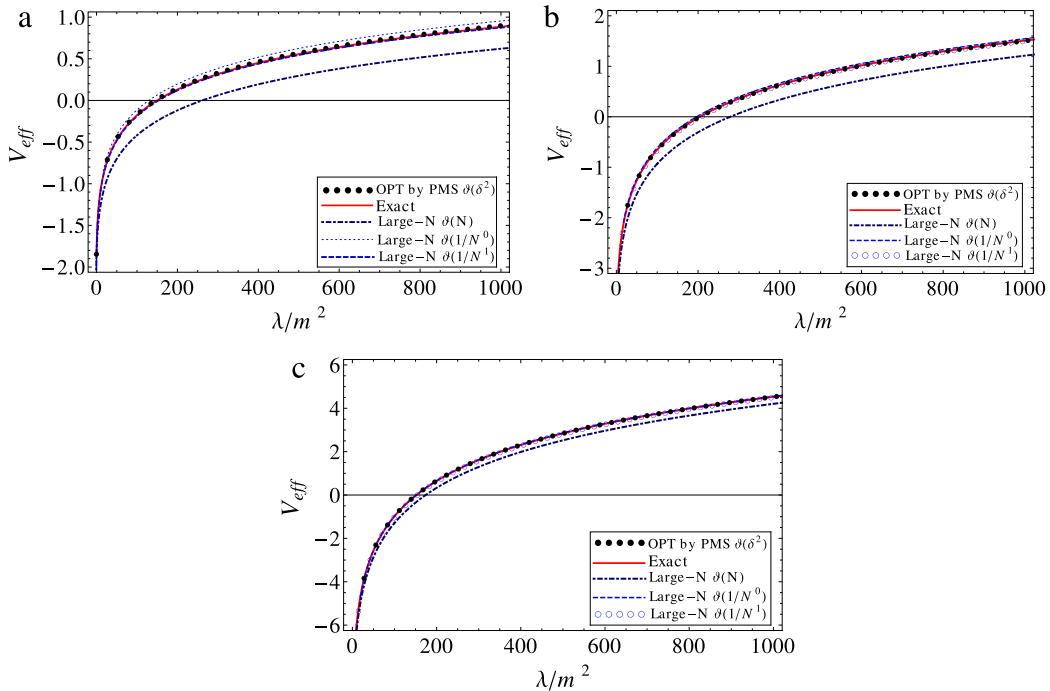 a
1.0
0.5
0.0
−0.5
−1.0
−1.5
−2.0
V_eff
OPT by PMS ϑ(δ²)
Exact
Large−N ϑ(N)
Large−N ϑ(1/N⁰)
Large−N ϑ(1/N¹)
0 200 400 600 800 1000
λ/m²
b
2
1
0
−1
−2
−3
V_eff
OPT by PMS ϑ(δ²)
Exact
Large−N ϑ(N)
Large−N ϑ(1/N⁰)
Large−N ϑ(1/N¹)
0 200 400 600 800 1000
λ/m²
c
6
4
2
0
−2
−4
−6
V_eff
OPT by PMS ϑ(δ²)
Exact
Large−N ϑ(N)
Large−N ϑ(1/N⁰)
Large−N ϑ(1/N¹)
0 200 400 600 800 1000
λ/m²